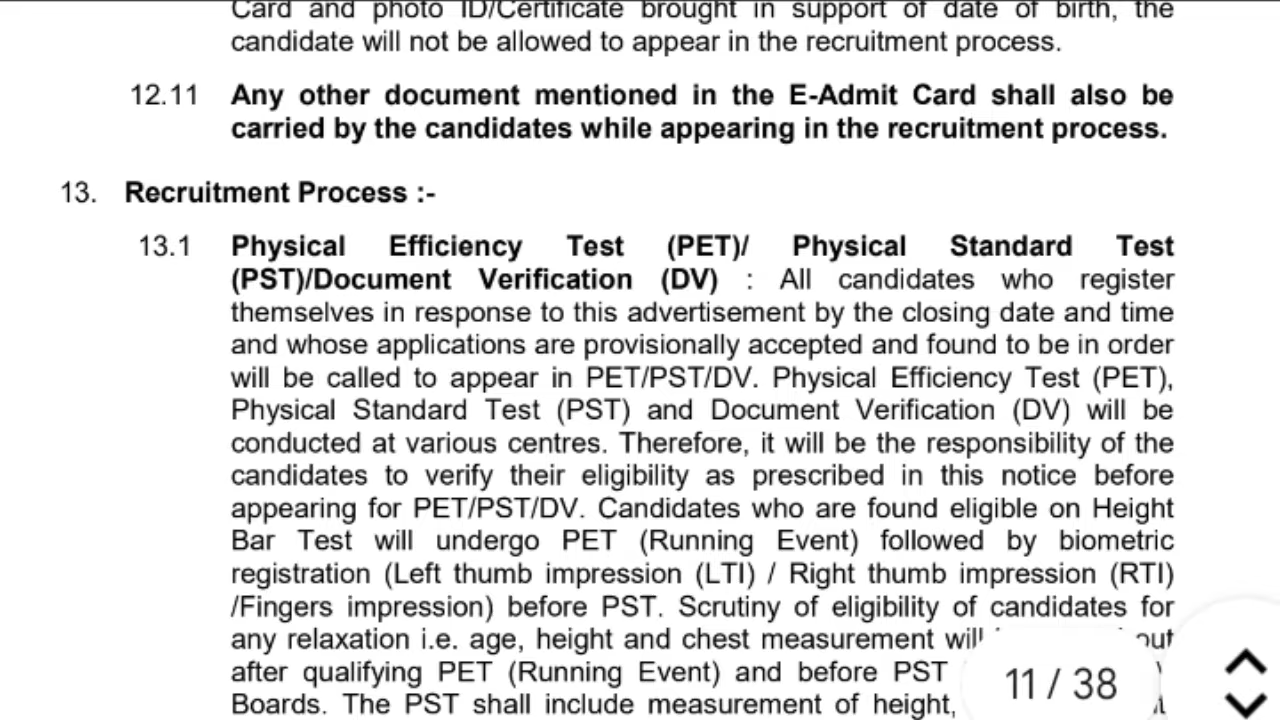 Card and photo ID/Certificate brought in support of date of birth, the
candidate will not be allowed to appear in the recruitment process.
12.11 Any other document mentioned in the E-Admit Card shall also be
carried by the candidates while appearing in the recruitment process.
13. Recruitment Process :-
13.1 Physical Efficiency Test (PET)/ Physical Standard Test
(PST)/Document Verification (DV) : All candidates who register
themselves in response to this advertisement by the closing date and time
and whose applications are provisionally accepted and found to be in order
will be called to appear in PET/PST/DV. Physical Efficiency Test (PET),
Physical Standard Test (PST) and Document Verification (DV) will be
conducted at various centres. Therefore, it will be the responsibility of the
candidates to verify their eligibility as prescribed in this notice before
appearing for PET/PST/DV. Candidates who are found eligible on Height
Bar Test will undergo PET (Running Event) followed by biometric
registration (Left thumb impression (LTI) / Right thumb impression (RTI)
/Fingers impression) before PST. Scrutiny of eligibility of candidates for
any relaxation i.e. age, height and chest measurement will out
after qualifying PET (Running Event) and before PST
Boards. The PST shall include measurement of height,
11 / 38